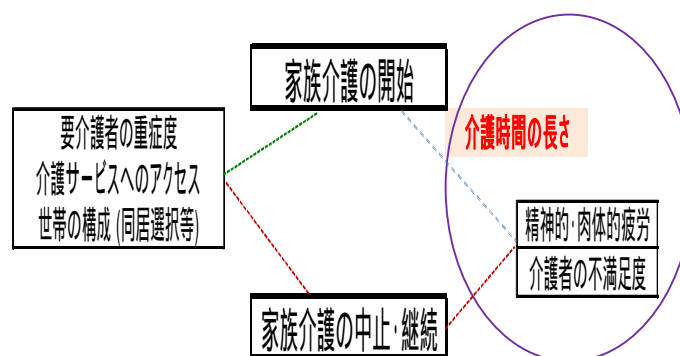 家族介護の開始
介護時間の長さ
要介護者の重症度
介護サービスへのアクセス
世帯の構成 (同居選択等)
精神的・肉体的疲労
介護者の不満足度
家族介護の中止・継続